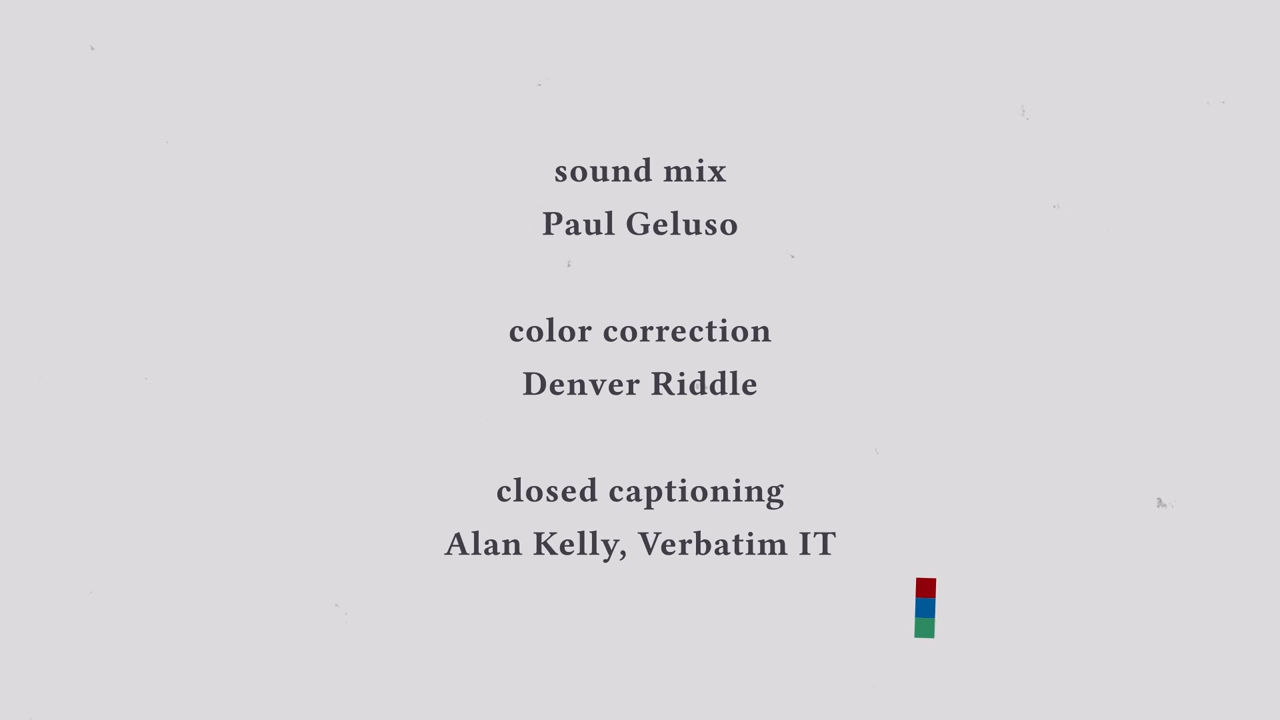 sound mix
Paul Geluso
color correction
Denver Riddle
closed captioning
Alan Kelly, Verbatim IT